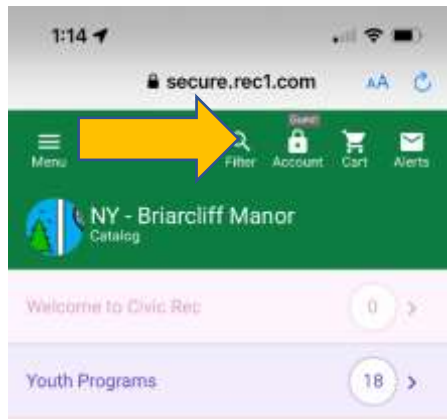 1:14
secure.rec1.com AA
Guest
Menu Filter Account Cart Alerts
NY - Briarcliff Manor
Catalog
Welcome to Civic Rec 0
Youth Programs 18